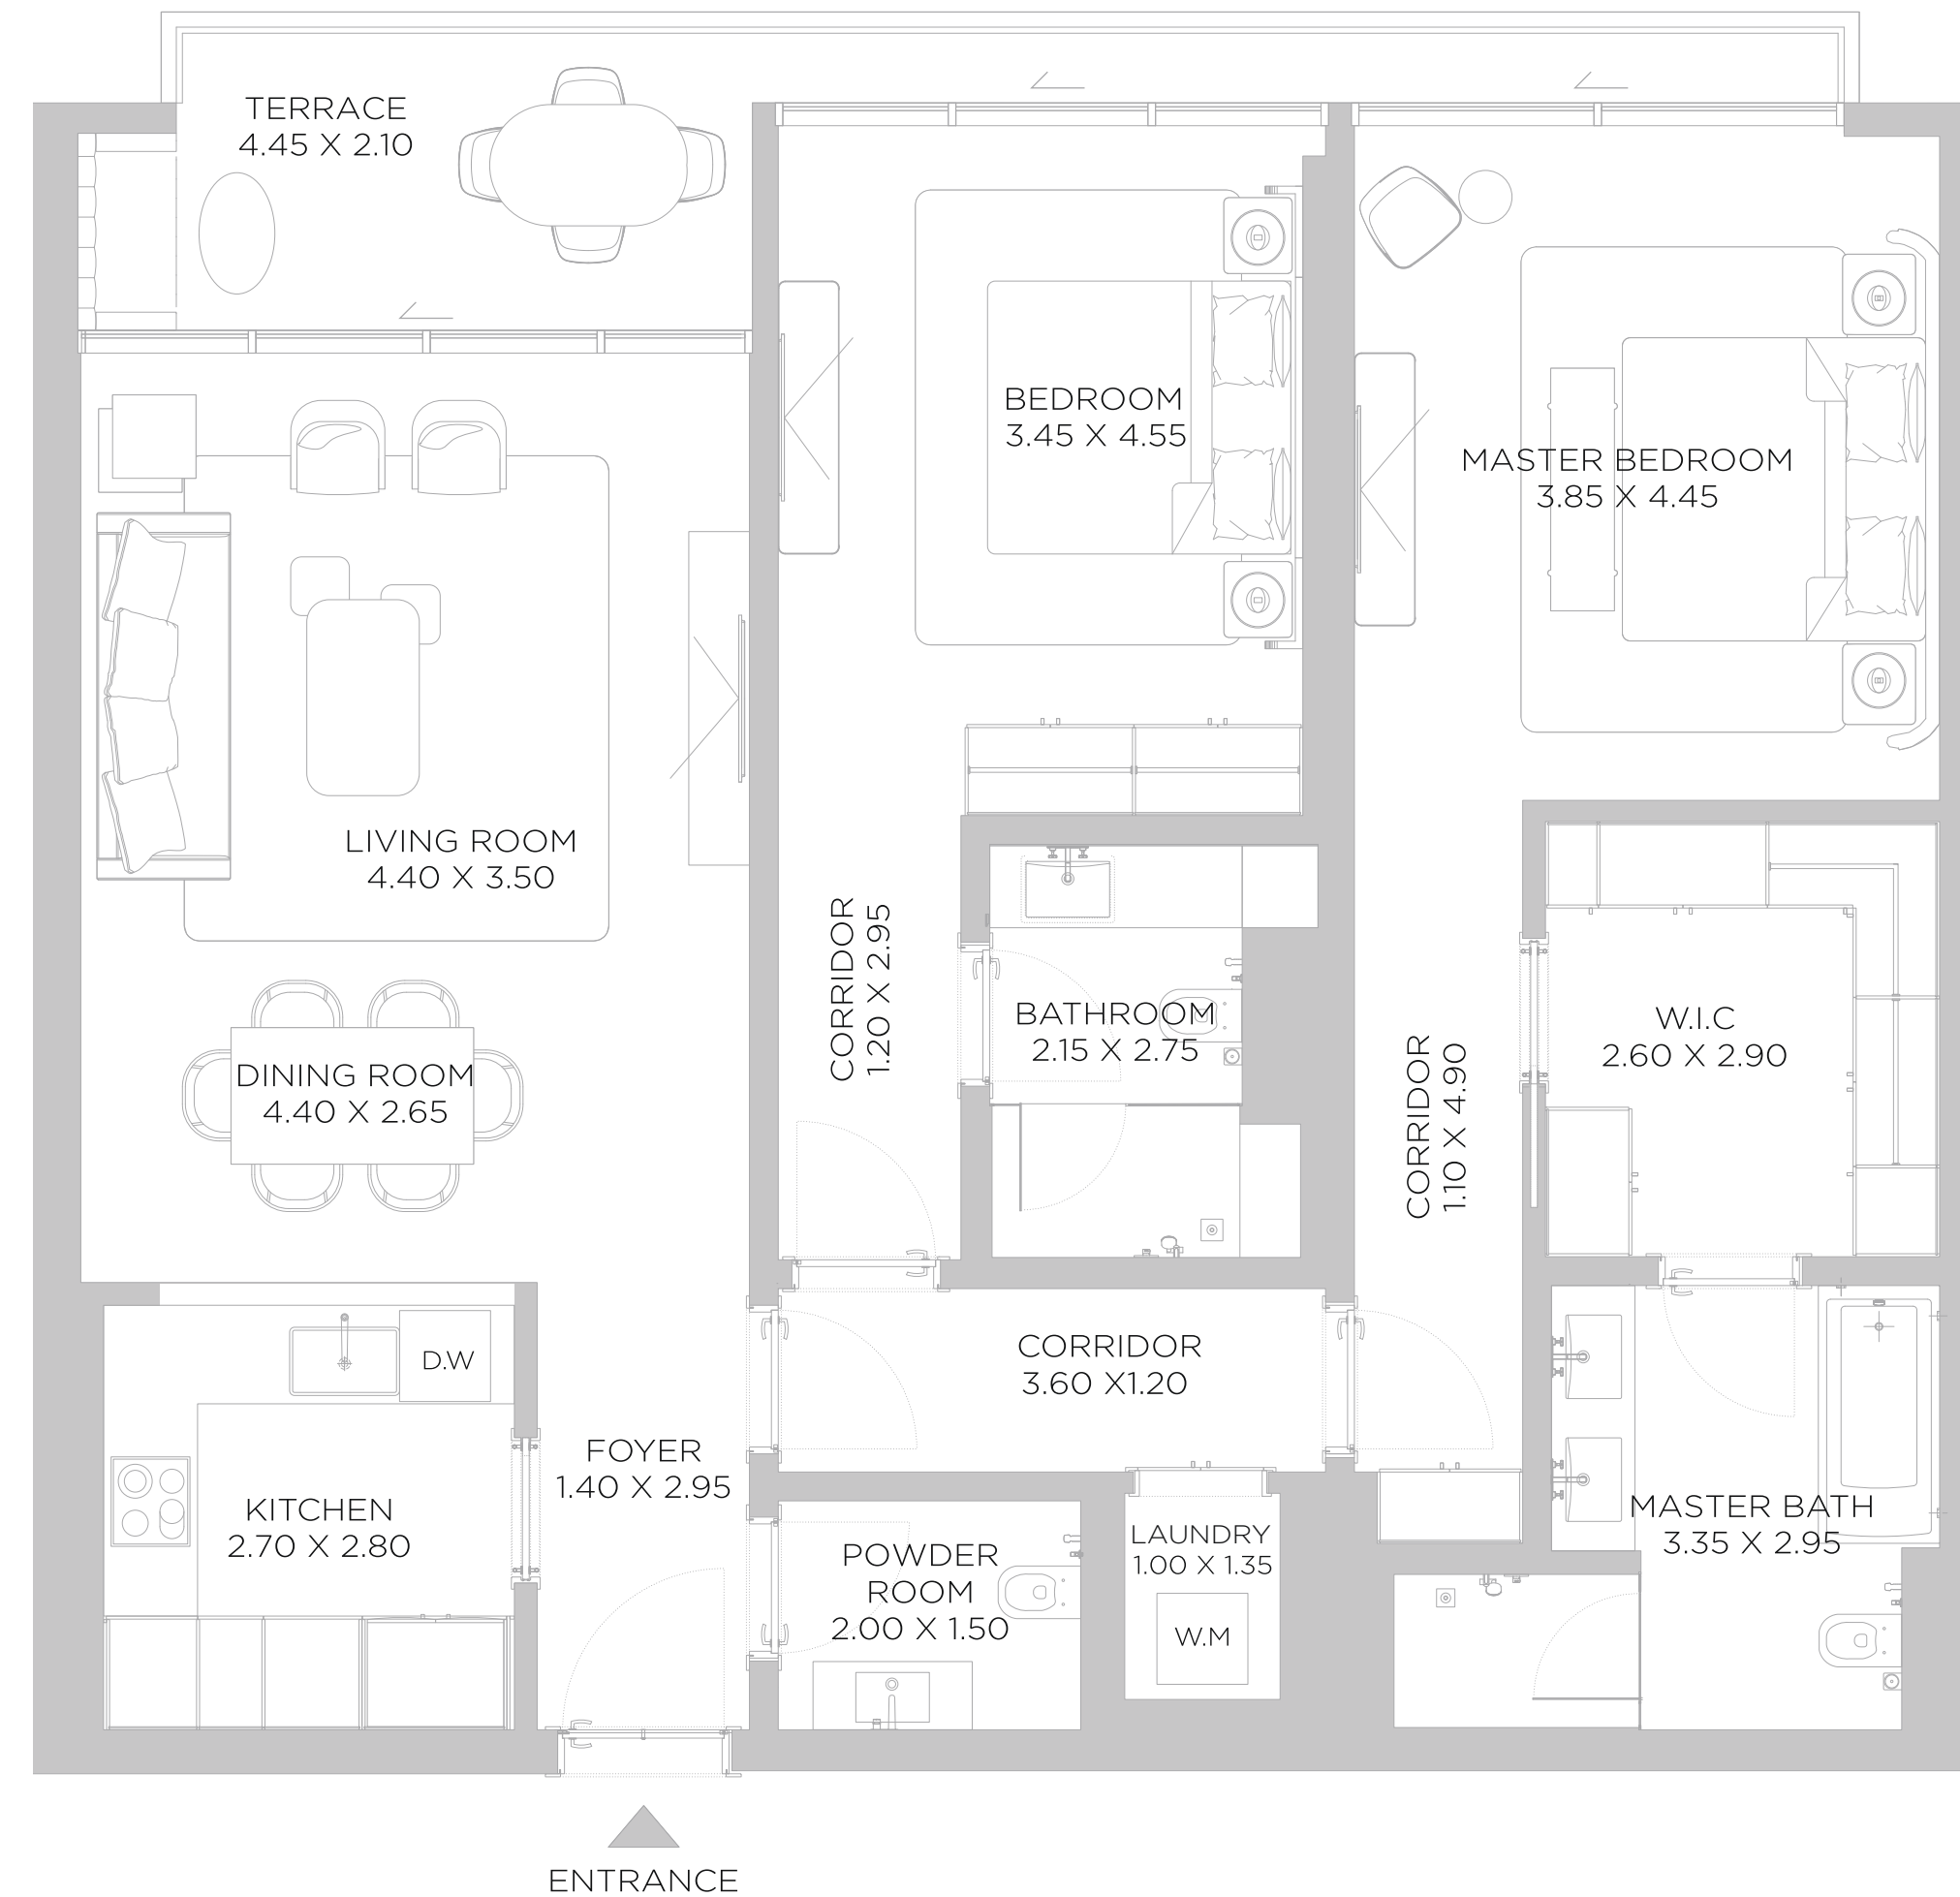 TERRACE
4.45 X 2.10
BEDROOM
3.45 X 4.55
MASTER BEDROOM
3.85 X 4.45
LIVING ROOM
4.40 X 3.50
CORRIDOR
1.20 X 2.95
BATHROOM
2.15 X 2.75
W.I.C
2.60 X 2.90
DINING ROOM
4.40 X 2.65
CORRIDOR
1.10 X 4.90
D.W
CORRIDOR
3.60 X1.20
FOYER
1.40 X 2.95
KITCHEN
2.70 X 2.80
POWDER
ROOM
2.00 X 1.50
LAUNDRY
1.00 X 1.35
W.M
MASTER BATH
3.35 X 2.95
ENTRANCE